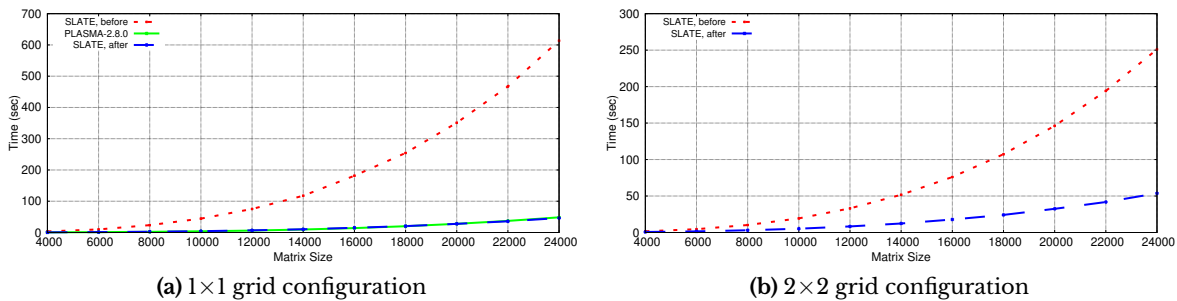 SLATE, before
PLASMA-2.8.0
SLATE, after
700
600
500
400
300
200
100
0
Time (sec)
4000 6000 8000 10000 12000 14000 16000 18000 20000 22000 24000
Matrix Size
(a) 1×1 grid configuration
SLATE, before
SLATE, after
300
250
200
150
100
50
0
Time (sec)
4000 6000 8000 10000 12000 14000 16000 18000 20000 22000 24000
Matrix Size
(b) 2×2 grid configuration